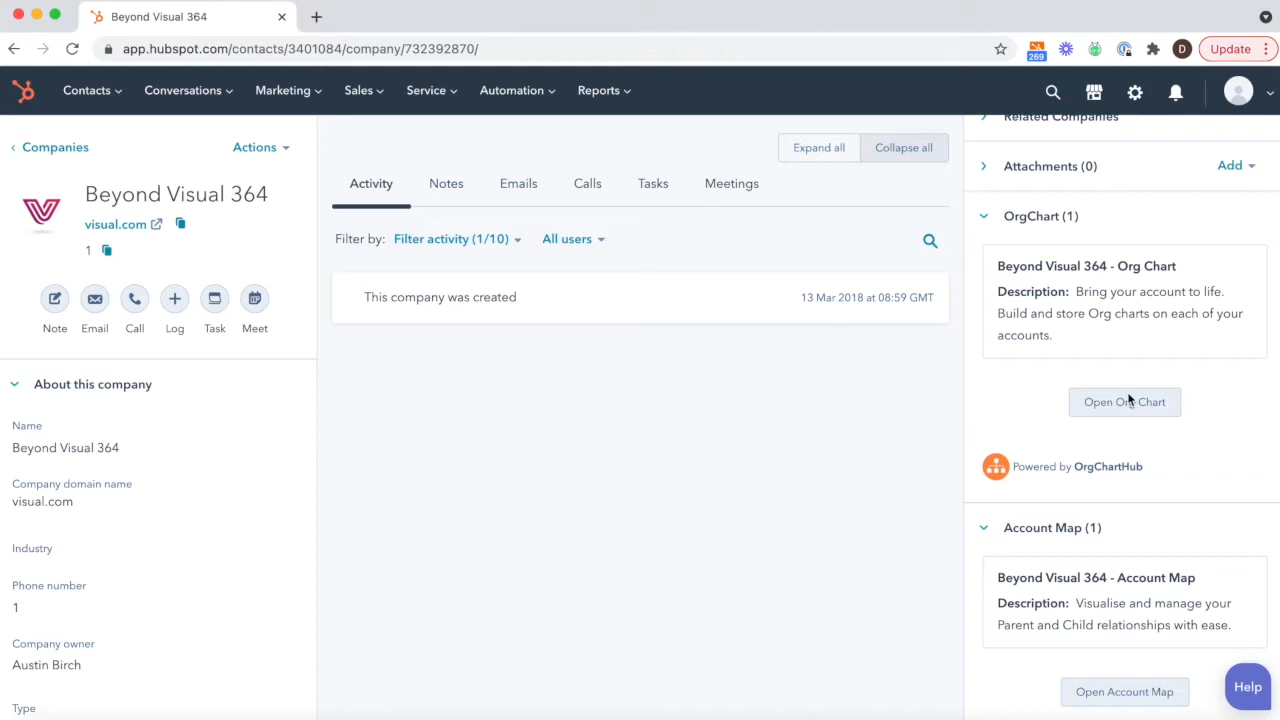 Beyond Visual 364
app.hubspot.com/contacts/3401084/company/732392870/
269
D
Update
Contacts
Conversations
Marketing
Sales
Service
Automation
Reports
Companies
Actions
Beyond Visual 364
visual.com
1
Note
Email
Call
Log
Task
Meet
About this company
Name
Beyond Visual 364
Company domain name
visual.com
Industry
Phone number
1
Company owner
Austin Birch
Type
Expand all
Collapse all
Activity
Notes
Emails
Calls
Tasks
Meetings
Filter by: Filter activity (1/10)
All users
This company was created
13 Mar 2018 at 08:59 GMT
Related Companies
Attachments (0)
Add
OrgChart (1)
Beyond Visual 364 - Org Chart
Description: Bring your account to life.
Build and store Org charts on each of your
accounts.
Open Org Chart
Powered by OrgChartHub
Account Map (1)
Beyond Visual 364 - Account Map
Description: Visualise and manage your
Parent and Child relationships with ease.
Open Account Map
Help